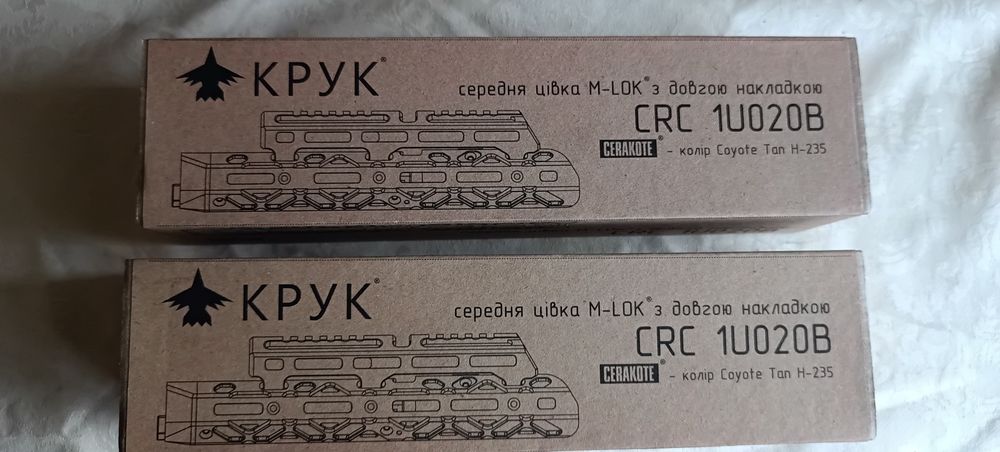 КРУК®
середня цівка M-LOK® з довгою накладкою
CRC 1U020B
CERAKOTE® - колір Coyote Tan H-235
КРУК®
середня цівка M-LOK® з довгою накладкою
CRC 1U020B
CERAKOTE® - колір Coyote Tan H-235